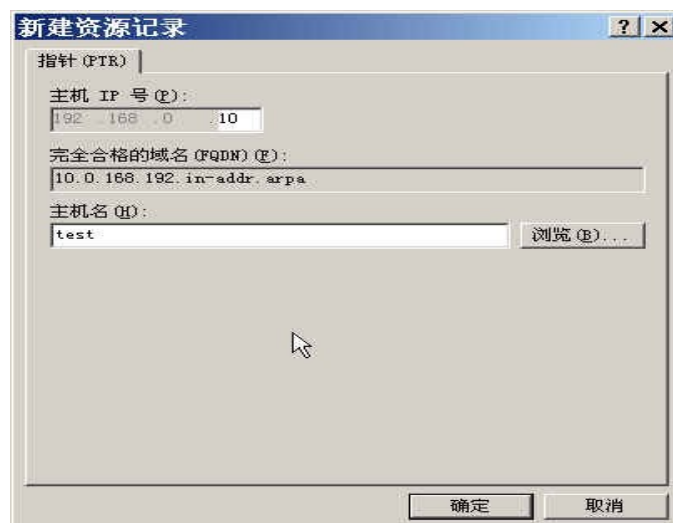 新建资源记录
指针(PTR)
主机 IP 号(P):
192 .168 .0 .10
完全合格的域名(FQDN)(F):
10.0.168.192.in-addr.arpa
主机名(H):
test
浏览(B)...
确定
取消